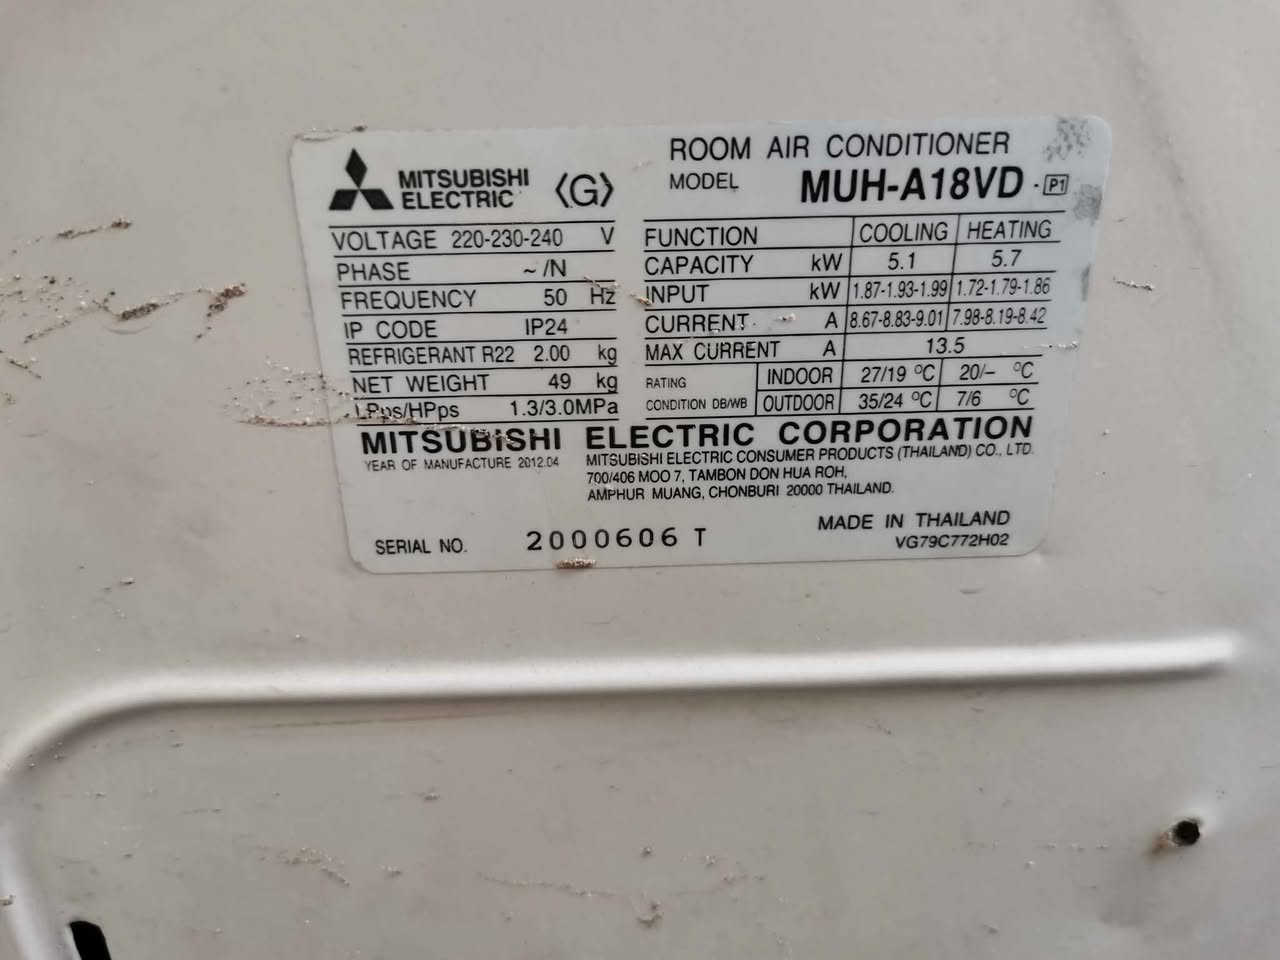 MITSUBISHI
ELECTRIC
<G>
ROOM AIR CONDITIONER
MODEL MUH-A18VD - P1
VOLTAGE 220-230-240 V
PHASE ~/N
FREQUENCY 50 Hz
IP CODE IP24
REFRIGERANT R22 2.00 kg
NET WEIGHT 49 kg
LPps/HPps 1.3/3.0MPa
FUNCTION COOLING HEATING
CAPACITY kW 5.1 5.7
INPUT kW 1.87-1.93-1.99 1.72-1.79-1.86
CURRENT A 8.67-8.83-9.01 7.98-8.19-8.42
MAX CURRENT A 13.5
RATING CONDITION DB/WB
INDOOR 27/19 °C 20/– °C
OUTDOOR 35/24 °C 7/6 °C
MITSUBISHI ELECTRIC CORPORATION
YEAR OF MANUFACTURE 2012.04
MITSUBISHI ELECTRIC CONSUMER PRODUCTS (THAILAND) CO., LTD.
700/406 MOO 7, TAMBON DON HUA ROH,
AMPHUR MUANG, CHONBURI 20000 THAILAND.
SERIAL NO. 2000606 T
MADE IN THAILAND
VG79C772H02